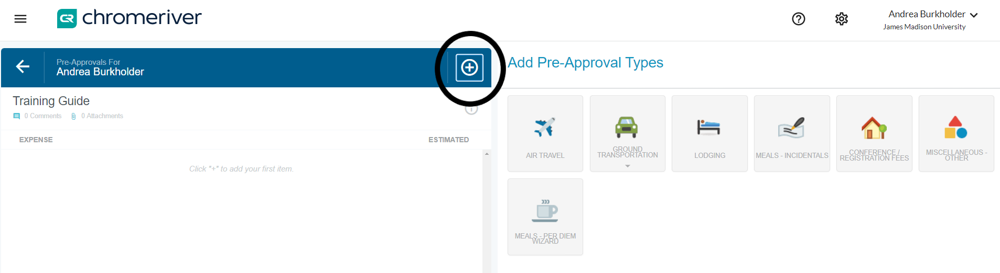 CR chromeriver
Andrea Burkholder
James Madison University
Pre-Approvals For
Andrea Burkholder
Training Guide
0 Comments 0 Attachments
EXPENSE ESTIMATED
Click "+" to add your first item.
Add Pre-Approval Types
AIR TRAVEL
GROUND
TRANSPORTATION
LODGING
MEALS - INCIDENTALS
CONFERENCE /
REGISTRATION FEES
MISCELLANEOUS -
OTHER
MEALS - PER DIEM
WIZARD